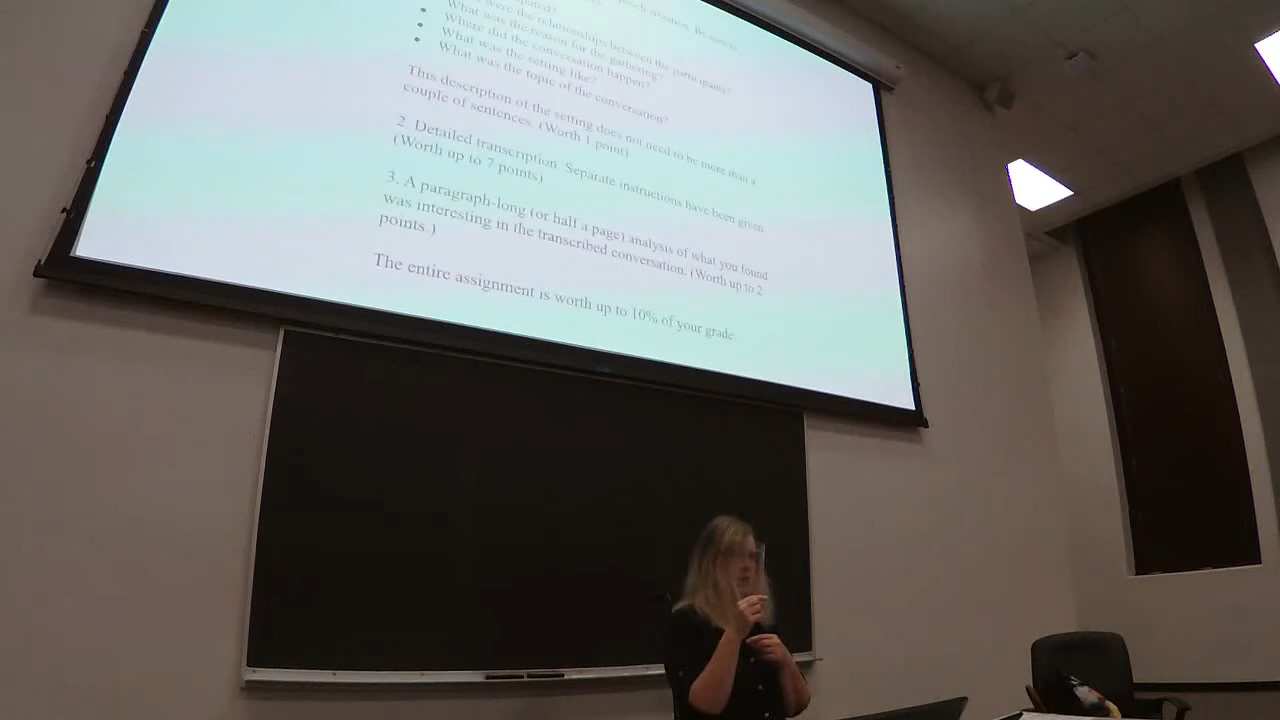 were the relationships between the participants?
What was the reason for the gathering?
Where did the conversation happen?
What was the setting like?
What was the topic of the conversation?
This description of the setting does not need to be more than a
couple of sentences. (Worth 1 point)
2. Detailed transcription. Separate instructions have been given
(Worth up to 7 points)
3. A paragraph-long (or half a page) analysis of what you found
was interesting in the transcribed conversation. (Worth up to 2
points.)
The entire assignment is worth up to 10% of your grade.